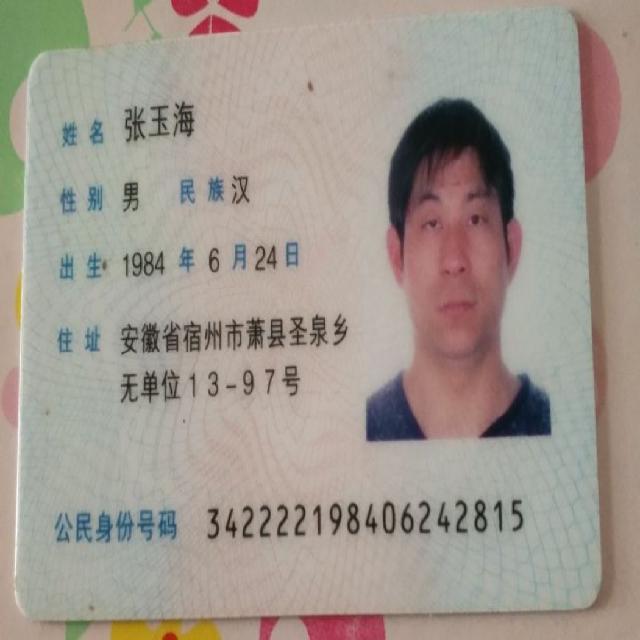 姓名 张玉海
性别 男 民族 汉
出生 1984 年 6 月 24 日
住址 安徽省宿州市萧县圣泉乡
无单位13-97号
公民身份号码 342222198406242815